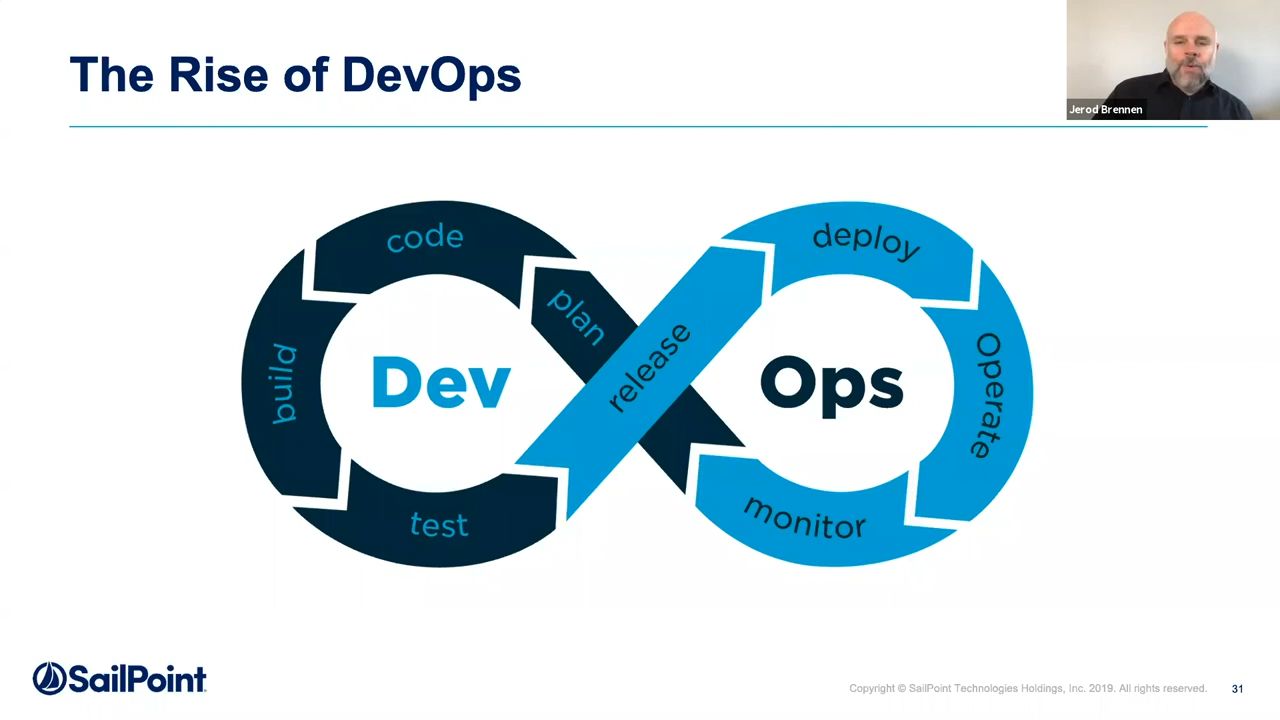 The Rise of DevOps
Jerod Brennen
code
deploy
plan
release
build
Dev
Ops
Operate
test
monitor
SailPoint
Copyright © SailPoint Technologies Holdings, Inc. 2019. All rights reserved.
31